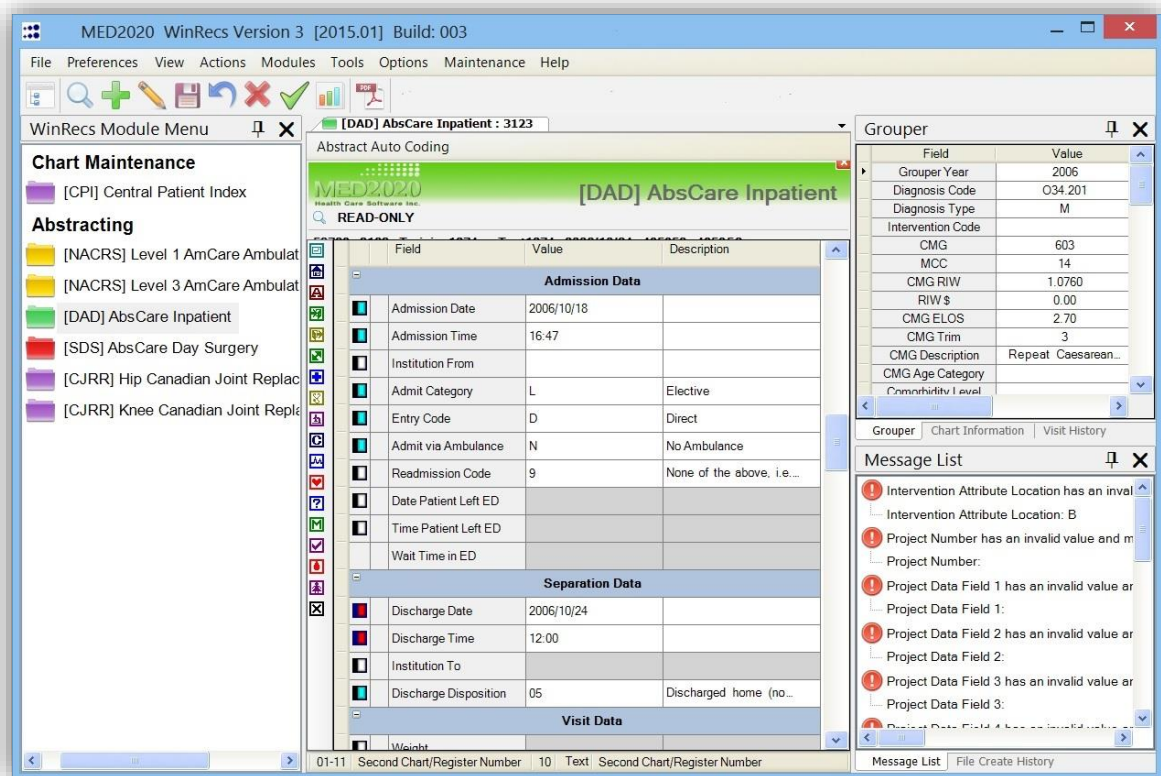 MED2020 WinRecs Version 3 [2015.01] Build: 003
File Preferences View Actions Modules Tools Options Maintenance Help
PDF
WinRecs Module Menu
Chart Maintenance
[CPI] Central Patient Index
Abstracting
[NACRS] Level 1 AmCare Ambulat
[NACRS] Level 3 AmCare Ambulat
[DAD] AbsCare Inpatient
[SDS] AbsCare Day Surgery
[CJRR] Hip Canadian Joint Replac
[CJRR] Knee Canadian Joint Repla
[DAD] AbsCare Inpatient : 3123
Abstract Auto Coding
MED2020
Health Care Software Inc.
[DAD] AbsCare Inpatient
READ-ONLY
Field Value Description
Admission Data
Admission Date 2006/10/18
Admission Time 16:47
Institution From
Admit Category L Elective
Entry Code D Direct
Admit via Ambulance N No Ambulance
Readmission Code 9 None of the above, i.e...
Date Patient Left ED
Time Patient Left ED
Wait Time in ED
Separation Data
Discharge Date 2006/10/24
Discharge Time 12:00
Institution To
Discharge Disposition 05 Discharged home (no...
Visit Data
Weight
01-11 Second Chart/Register Number 10 Text Second Chart/Register Number
Grouper
Field Value
Grouper Year 2006
Diagnosis Code O34.201
Diagnosis Type M
Intervention Code
CMG 603
MCC 14
CMG RIW 1.0760
RIW $ 0.00
CMG ELOS 2.70
CMG Trim 3
CMG Description Repeat Caesarean...
CMG Age Category
Comorbidity Level
Grouper Chart Information Visit History
Message List
Intervention Attribute Location has an inval
Intervention Attribute Location: B
Project Number has an invalid value and m
Project Number:
Project Data Field 1 has an invalid value ar
Project Data Field 1:
Project Data Field 2 has an invalid value ar
Project Data Field 2:
Project Data Field 3 has an invalid value ar
Project Data Field 3:
Project Data Field 4 has an invalid value ar
Message List File Create History